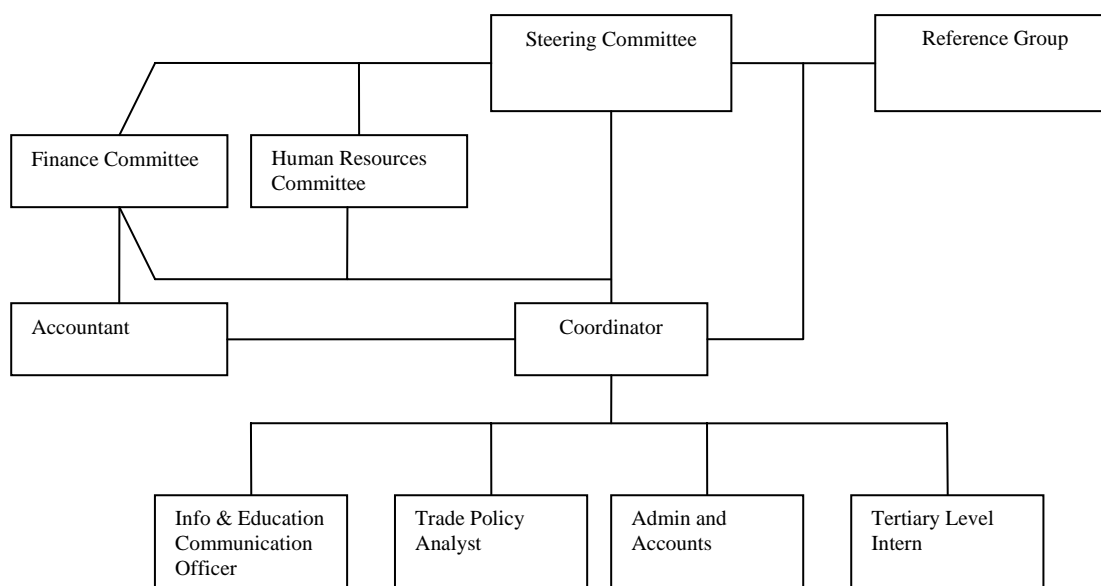 Steering Committee
Reference Group
Finance Committee
Human Resources
Committee
Accountant
Coordinator
Info & Education
Communication
Officer
Trade Policy
Analyst
Admin and
Accounts
Tertiary Level
Intern